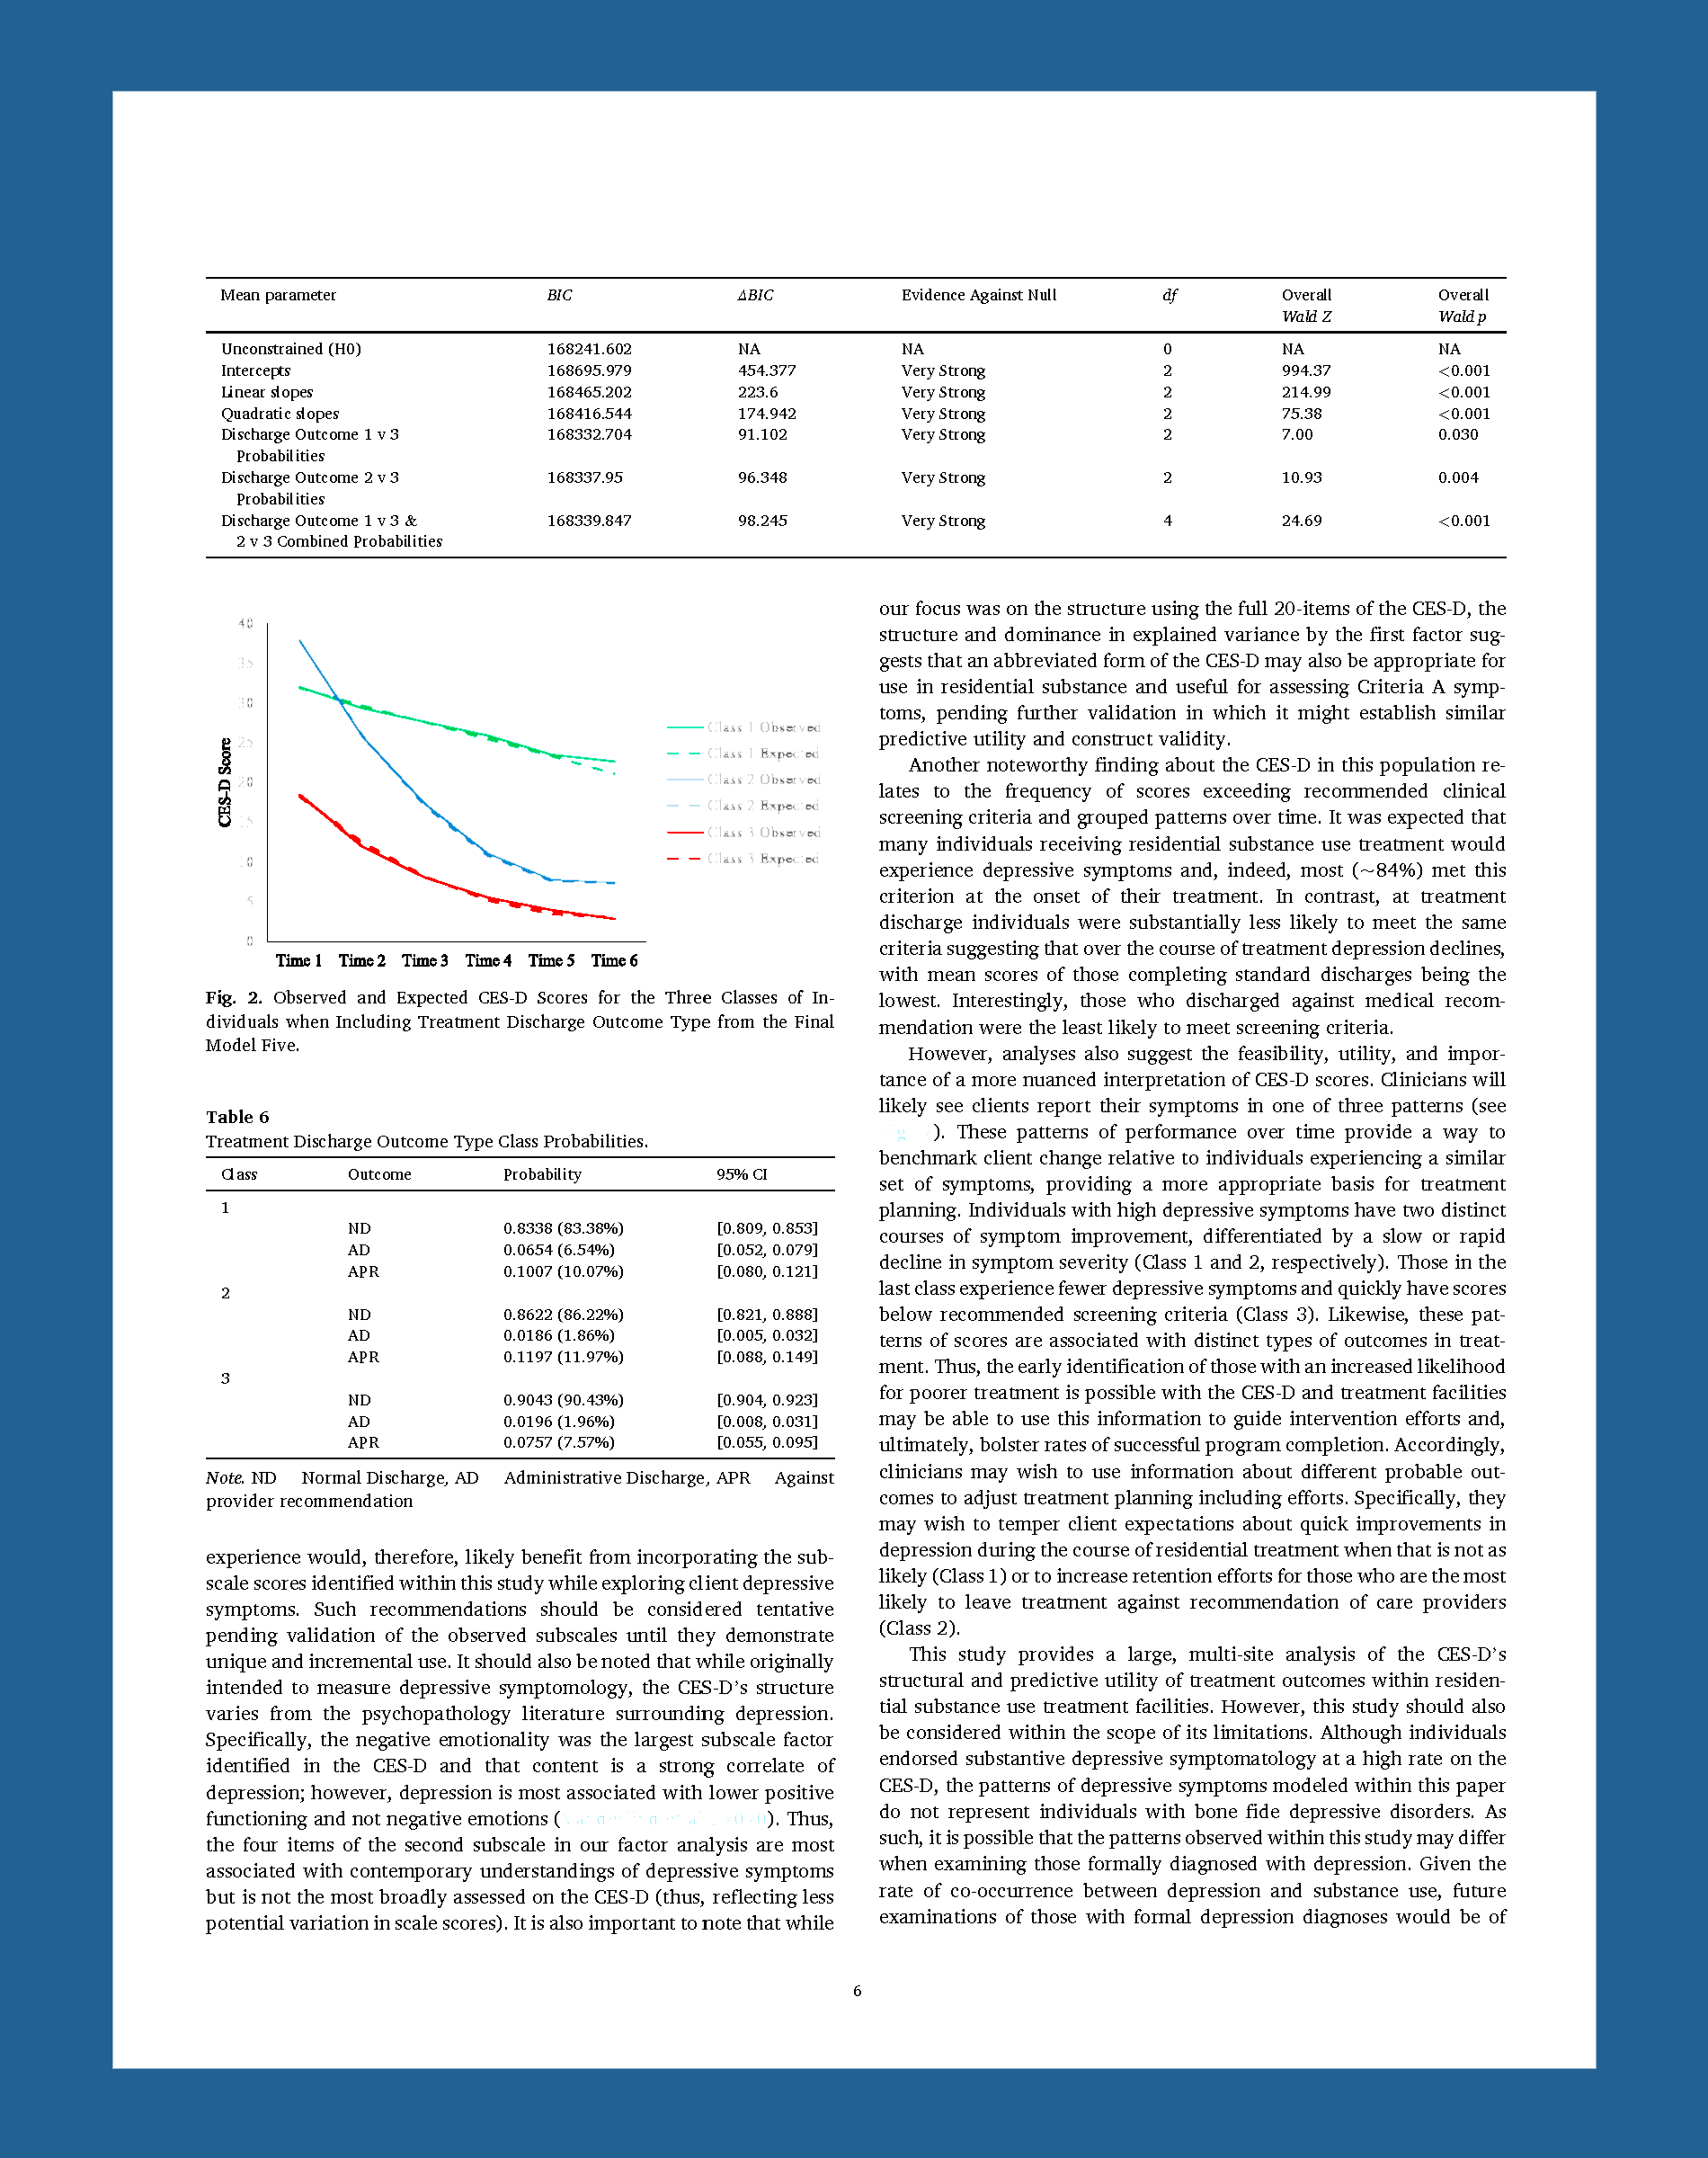 Mean parameter BIC ΔBIC Evidence Against Null df Overall Overall
Wald Z Wald p
Unconstrained (H0) 168241.602 NA NA 0 NA NA
Intercepts 168695.979 454.377 Very Strong 2 994.37 <0.001
Linear slopes 168465.202 223.6 Very Strong 2 214.99 <0.001
Quadratic slopes 168416.544 174.942 Very Strong 2 75.38 <0.001
Discharge Outcome 1 v 3 168332.704 91.102 Very Strong 2 7.00 0.030
Probabilities
Discharge Outcome 2 v 3 168337.95 96.348 Very Strong 2 10.93 0.004
Probabilities
Discharge Outcome 1 v 3 & 168339.847 98.245 Very Strong 4 24.69 <0.001
2 v 3 Combined Probabilities
40
35
30
25
20
15
10
5
0
CES-D Score
Time 1 Time 2 Time 3 Time 4 Time 5 Time 6
Class 1 Observed
Class 1 Expected
Class 2 Observed
Class 2 Expected
Class 3 Observed
Class 3 Expected
Fig. 2. Observed and Expected CES-D Scores for the Three Classes of In-
dividuals when Including Treatment Discharge Outcome Type from the Final
Model Five.
Table 6
Treatment Discharge Outcome Type Class Probabilities.
Class Outcome Probability 95% CI
1
ND 0.8338 (83.38%) [0.809, 0.853]
AD 0.0654 (6.54%) [0.052, 0.079]
APR 0.1007 (10.07%) [0.080, 0.121]
2
ND 0.8622 (86.22%) [0.821, 0.888]
AD 0.0186 (1.86%) [0.005, 0.032]
APR 0.1197 (11.97%) [0.088, 0.149]
3
ND 0.9043 (90.43%) [0.904, 0.923]
AD 0.0196 (1.96%) [0.008, 0.031]
APR 0.0757 (7.57%) [0.055, 0.095]
Note. ND Normal Discharge, AD Administrative Discharge, APR Against
provider recommendation
experience would, therefore, likely benefit from incorporating the sub-
scale scores identified within this study while exploring client depressive
symptoms. Such recommendations should be considered tentative
pending validation of the observed subscales until they demonstrate
unique and incremental use. It should also be noted that while originally
intended to measure depressive symptomology, the CES-D's structure
varies from the psychopathology literature surrounding depression.
Specifically, the negative emotionality was the largest subscale factor
identified in the CES-D and that content is a strong correlate of
depression; however, depression is most associated with lower positive
functioning and not negative emotions ( ). Thus,
the four items of the second subscale in our factor analysis are most
associated with contemporary understandings of depressive symptoms
but is not the most broadly assessed on the CES-D (thus, reflecting less
potential variation in scale scores). It is also important to note that while
our focus was on the structure using the full 20-items of the CES-D, the
structure and dominance in explained variance by the first factor sug-
gests that an abbreviated form of the CES-D may also be appropriate for
use in residential substance and useful for assessing Criteria A symp-
toms, pending further validation in which it might establish similar
predictive utility and construct validity.
Another noteworthy finding about the CES-D in this population re-
lates to the frequency of scores exceeding recommended clinical
screening criteria and grouped patterns over time. It was expected that
many individuals receiving residential substance use treatment would
experience depressive symptoms and, indeed, most (~84%) met this
criterion at the onset of their treatment. In contrast, at treatment
discharge individuals were substantially less likely to meet the same
criteria suggesting that over the course of treatment depression declines,
with mean scores of those completing standard discharges being the
lowest. Interestingly, those who discharged against medical recom-
mendation were the least likely to meet screening criteria.
However, analyses also suggest the feasibility, utility, and impor-
tance of a more nuanced interpretation of CES-D scores. Clinicians will
likely see clients report their symptoms in one of three patterns (see
). These patterns of performance over time provide a way to
benchmark client change relative to individuals experiencing a similar
set of symptoms, providing a more appropriate basis for treatment
planning. Individuals with high depressive symptoms have two distinct
courses of symptom improvement, differentiated by a slow or rapid
decline in symptom severity (Class 1 and 2, respectively). Those in the
last class experience fewer depressive symptoms and quickly have scores
below recommended screening criteria (Class 3). Likewise, these pat-
terns of scores are associated with distinct types of outcomes in treat-
ment. Thus, the early identification of those with an increased likelihood
for poorer treatment is possible with the CES-D and treatment facilities
may be able to use this information to guide intervention efforts and,
ultimately, bolster rates of successful program completion. Accordingly,
clinicians may wish to use information about different probable out-
comes to adjust treatment planning including efforts. Specifically, they
may wish to temper client expectations about quick improvements in
depression during the course of residential treatment when that is not as
likely (Class 1) or to increase retention efforts for those who are the most
likely to leave treatment against recommendation of care providers
(Class 2).
This study provides a large, multi-site analysis of the CES-D's
structural and predictive utility of treatment outcomes within residen-
tial substance use treatment facilities. However, this study should also
be considered within the scope of its limitations. Although individuals
endorsed substantive depressive symptomatology at a high rate on the
CES-D, the patterns of depressive symptoms modeled within this paper
do not represent individuals with bone fide depressive disorders. As
such, it is possible that the patterns observed within this study may differ
when examining those formally diagnosed with depression. Given the
rate of co-occurrence between depression and substance use, future
examinations of those with formal depression diagnoses would be of
6